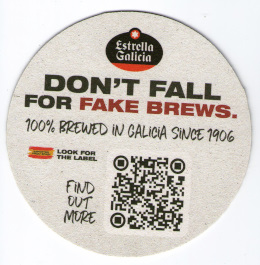 Estrella
Galicia
DON'T FALL
FOR FAKE BREWS.
100% BREWED IN GALICIA SINCE 1906
LOOK FOR
THE LABEL
FIND
OUT
MORE